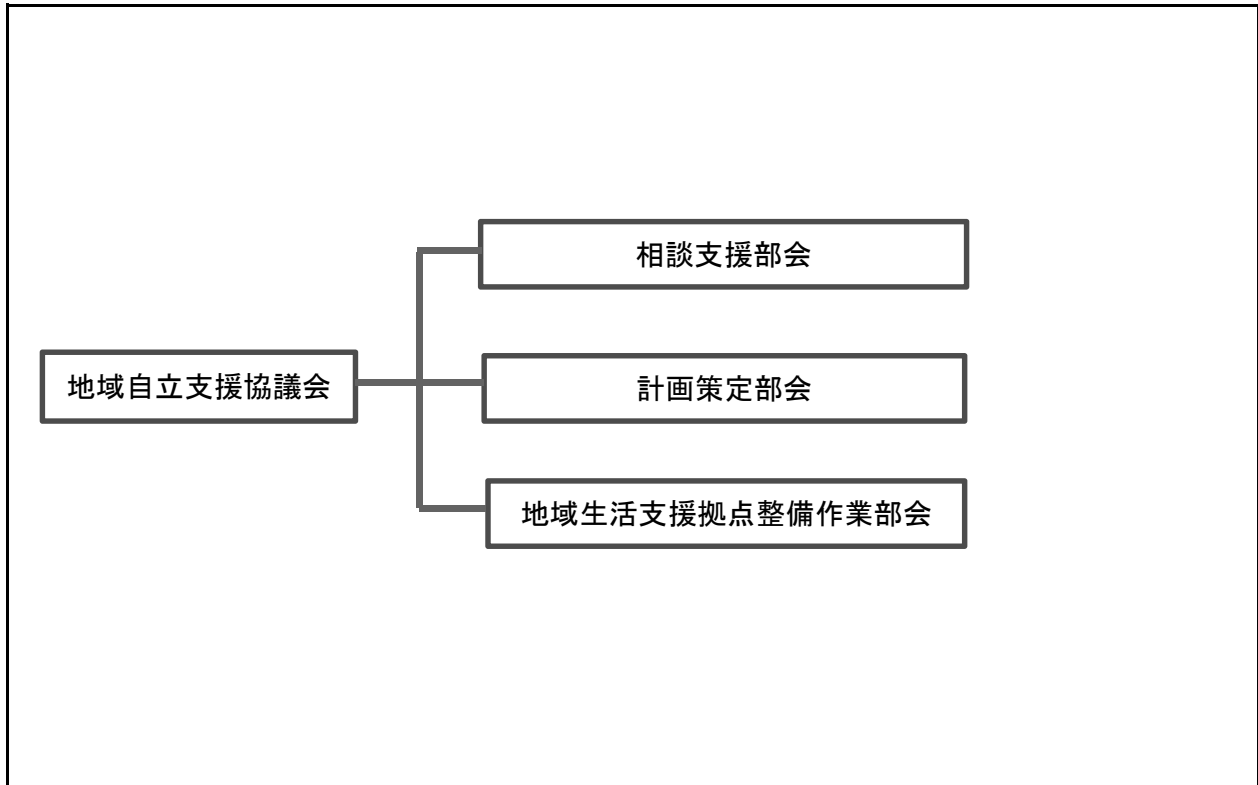 相談支援部会
地域自立支援協議会
計画策定部会
地域生活支援拠点整備作業部会